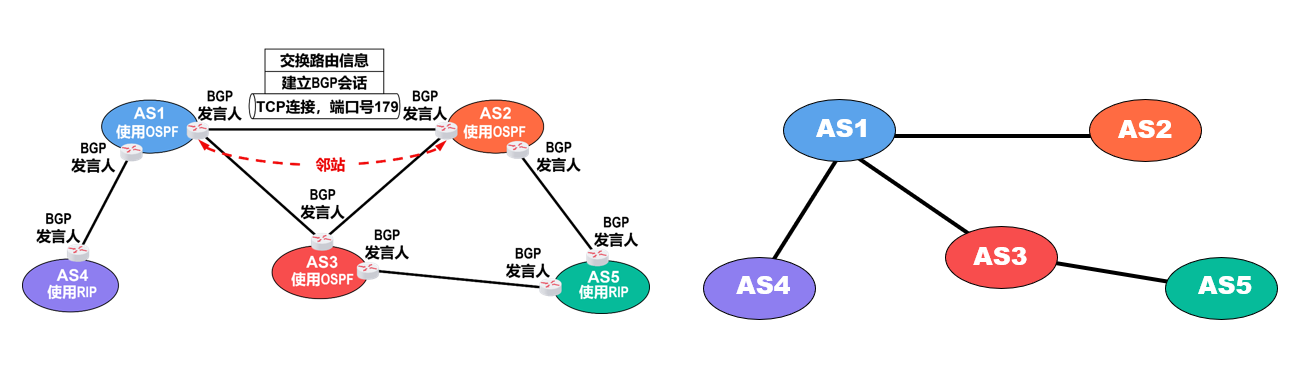 交换路由信息
建立BGP会话
TCP连接，端口号179
BGP
发言人
BGP
发言人
AS1
使用OSPF
AS2
使用OSPF
BGP
发言人
BGP
发言人
邻站
BGP
发言人
BGP
发言人
BGP
发言人
BGP
发言人
BGP
发言人
AS4
使用RIP
AS3
使用OSPF
AS5
使用RIP
AS1
AS2
AS3
AS4
AS5